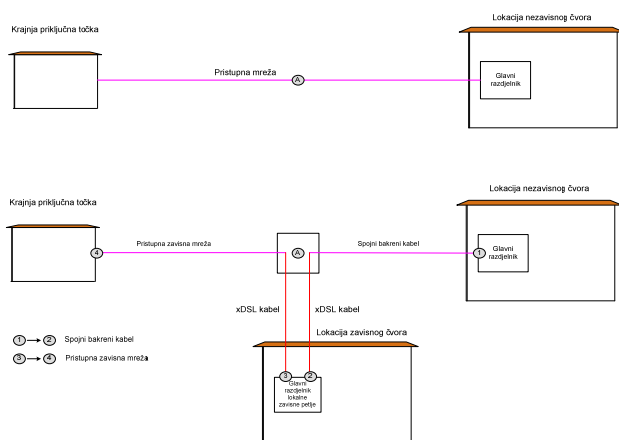 Lokacija nezavisnog čvora
Krajnja priključna točka
Pristupna mreža
A
Glavni
razdjelnik
Lokacija nezavisnog čvora
Krajnja priključna točka
Pristupna zavisna mreža
Spojni bakreni kabel
4
A
1
Glavni
razdjelnik
xDSL kabel
xDSL kabel
Lokacija zavisnog čvora
1 2 Spojni bakreni kabel
3 4 Pristupna zavisna mreža
3
2
Glavni
razdjelnik
lokalne
zavisne petlje